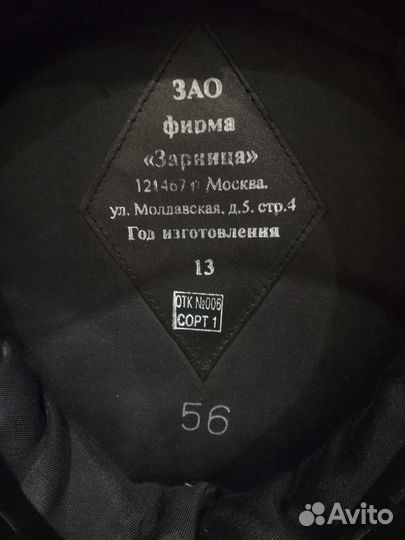 ЗАО
фирма
«Зарница»
121467 г. Москва.
ул. Молдавская, д.5, стр.4
Год изготовления
13
ОТК №006
СОРТ 1
56
Avito